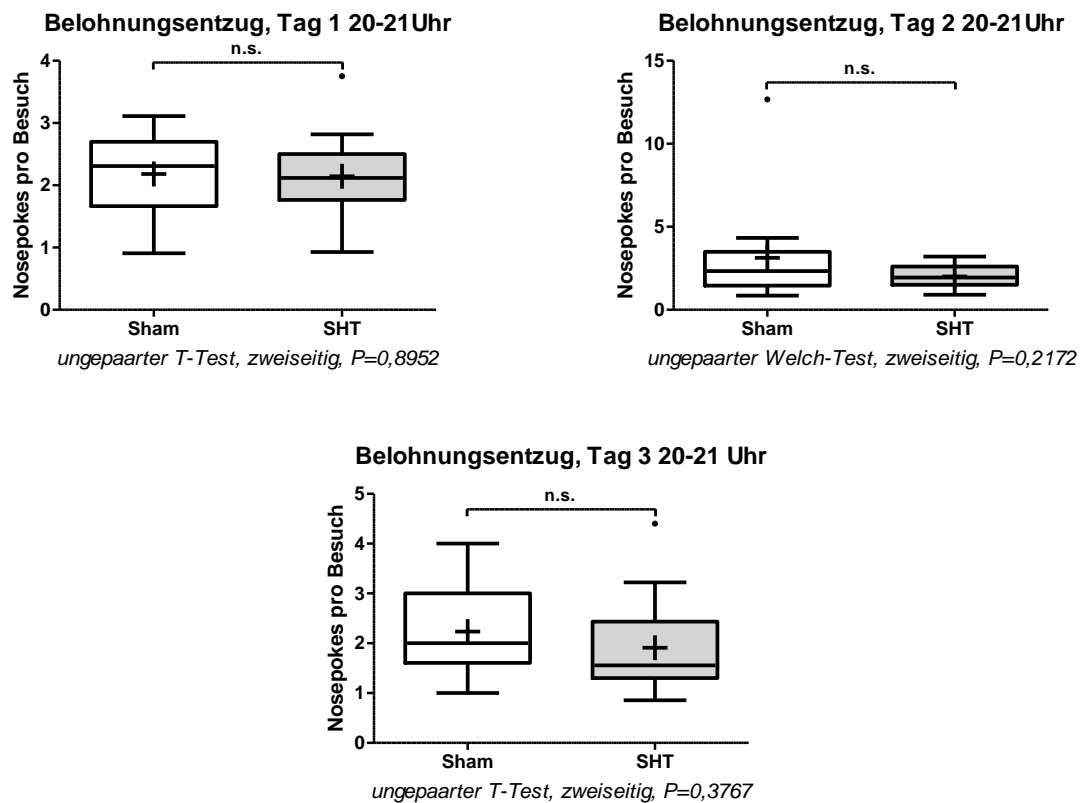 Belohnungsentzug, Tag 1 20-21Uhr
n.s.
Nosepokes pro Besuch
4
3
2
1
0
Sham SHT
ungepaarter T-Test, zweiseitig, P=0,8952
Belohnungsentzug, Tag 2 20-21Uhr
n.s.
Nosepokes pro Besuch
15
10
5
0
Sham SHT
ungepaarter Welch-Test, zweiseitig, P=0,2172
Belohnungsentzug, Tag 3 20-21 Uhr
n.s.
Nosepokes pro Besuch
5
4
3
2
1
0
Sham SHT
ungepaarter T-Test, zweiseitig, P=0,3767